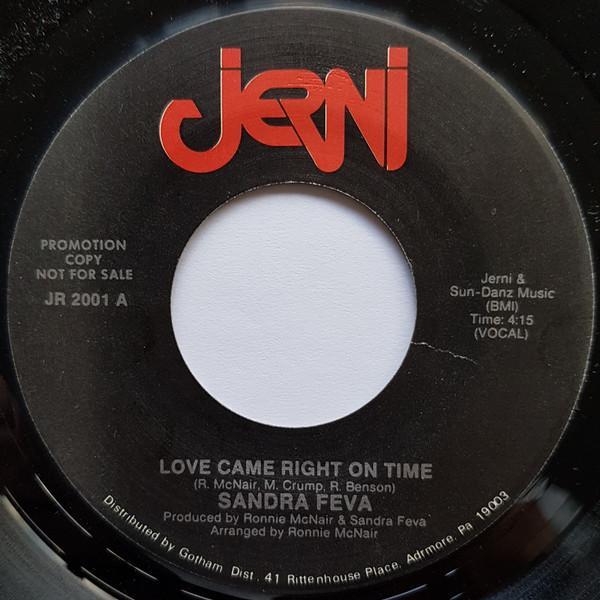 Jerni
PROMOTION
COPY
NOT FOR SALE
JR 2001 A
Jerni &
Sun-Danz Music
(BMI)
Time: 4:15
(VOCAL)
LOVE CAME RIGHT ON TIME
(R. McNair, M. Crump, R. Benson)
SANDRA FEVA
Produced by Ronnie McNair & Sandra Feva
Arranged by Ronnie McNair
Distributed by Gotham Dist. 41 Rittenhouse Place, Adrmore, Pa 19003